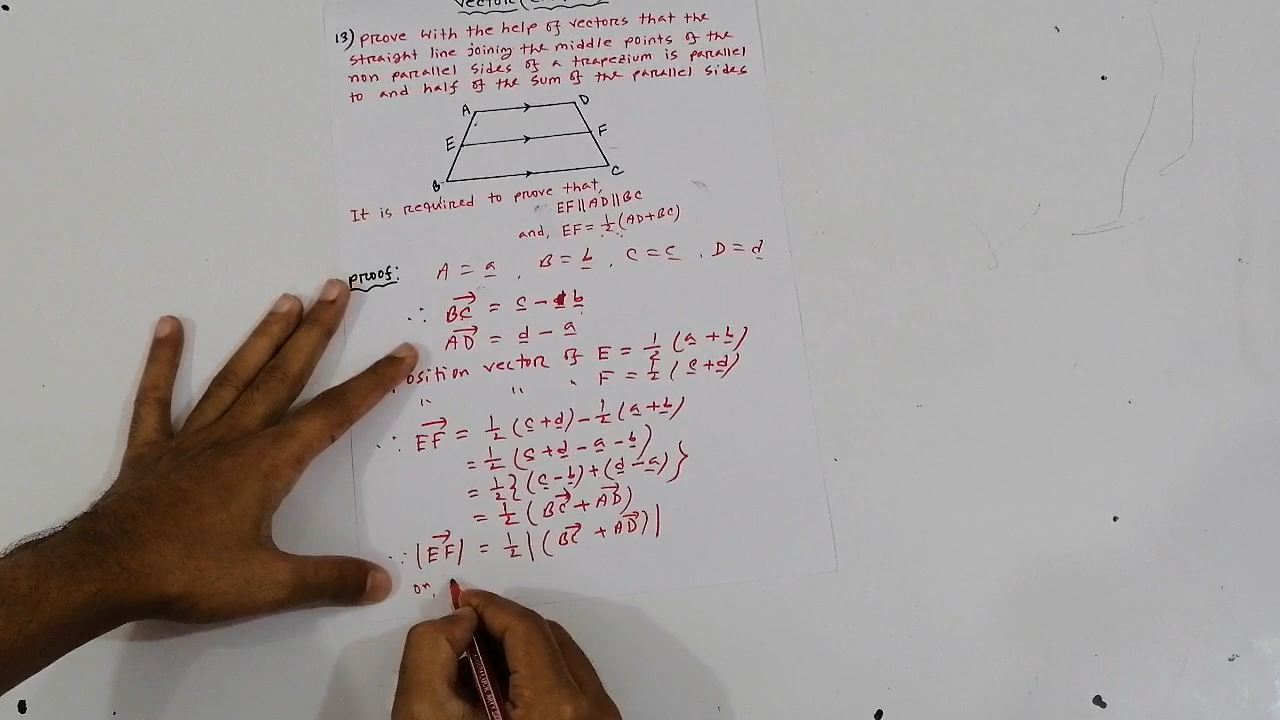 13) prove with the help of vectors that the
straight line joining the middle points of the
non parallel sides of a trapezium is parallel
to and half of the sum of the parallel sides
A D
E F
B C
It is required to prove that,
EF||AD||BC
and, EF = 1/2 (AD+BC)
proof: A = a, B = b, C = c, D = d
∴ BC→ = c - b
AD→ = d - a
position vector of E = 1/2 (a + b)
" " " F = 1/2 (c + d)
∴ EF→ = 1/2 (c + d) - 1/2 (a + b)
= 1/2 (c + d - a - b)
= 1/2 {(c - b) + (d - a)}
= 1/2 (BC→ + AD→)
∴ |EF→| = 1/2 |(BC→ + AD→)|
or,